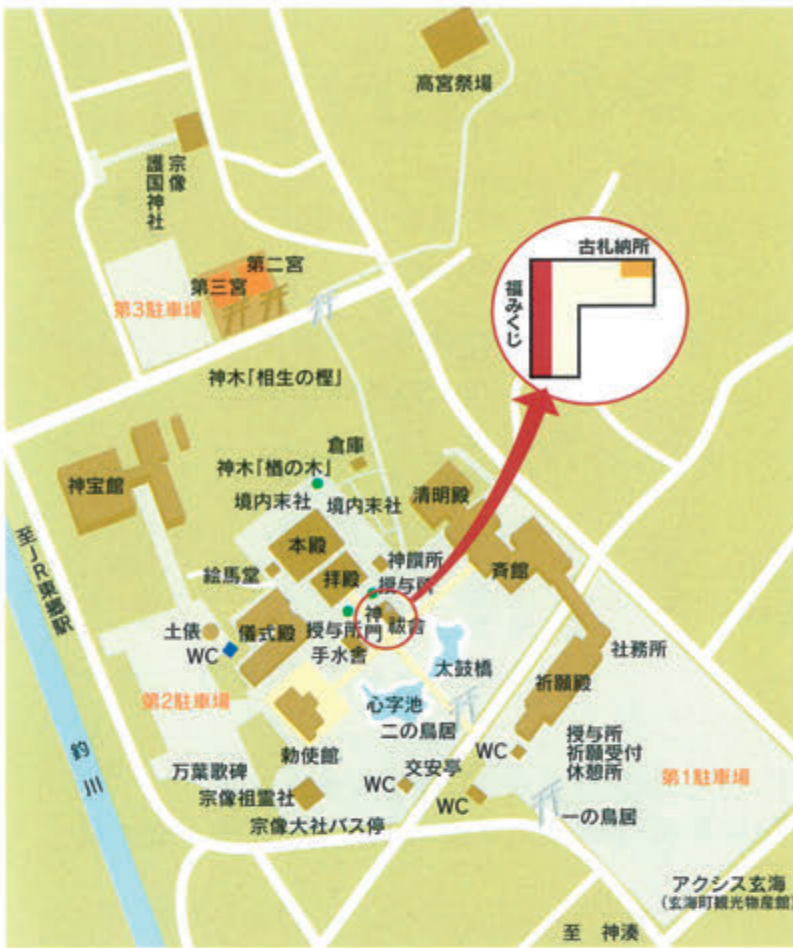 高宮祭場
宗像
護国神社
第二宮
第三宮
第3駐車場
古札納所
福みくじ
神木「相生の樫」
倉庫
神木「楢の木」
境内末社
境内末社
清明殿
神宝館
本殿
拝殿
神饌所
授与所
斉館
絵馬堂
至JR東郷駅
土俵
WC
儀式殿
授与所
神門
祓舎
手水舎
太鼓橋
社務所
祈願殿
第2駐車場
心字池
二の鳥居
勅使館
釣川
万葉歌碑
宗像祖霊社
宗像大社バス停
交安亭
WC
WC
WC
授与所
祈願受付
休憩所
第1駐車場
一の鳥居
アクシス玄海
(玄海町観光物産館)
至 神湊